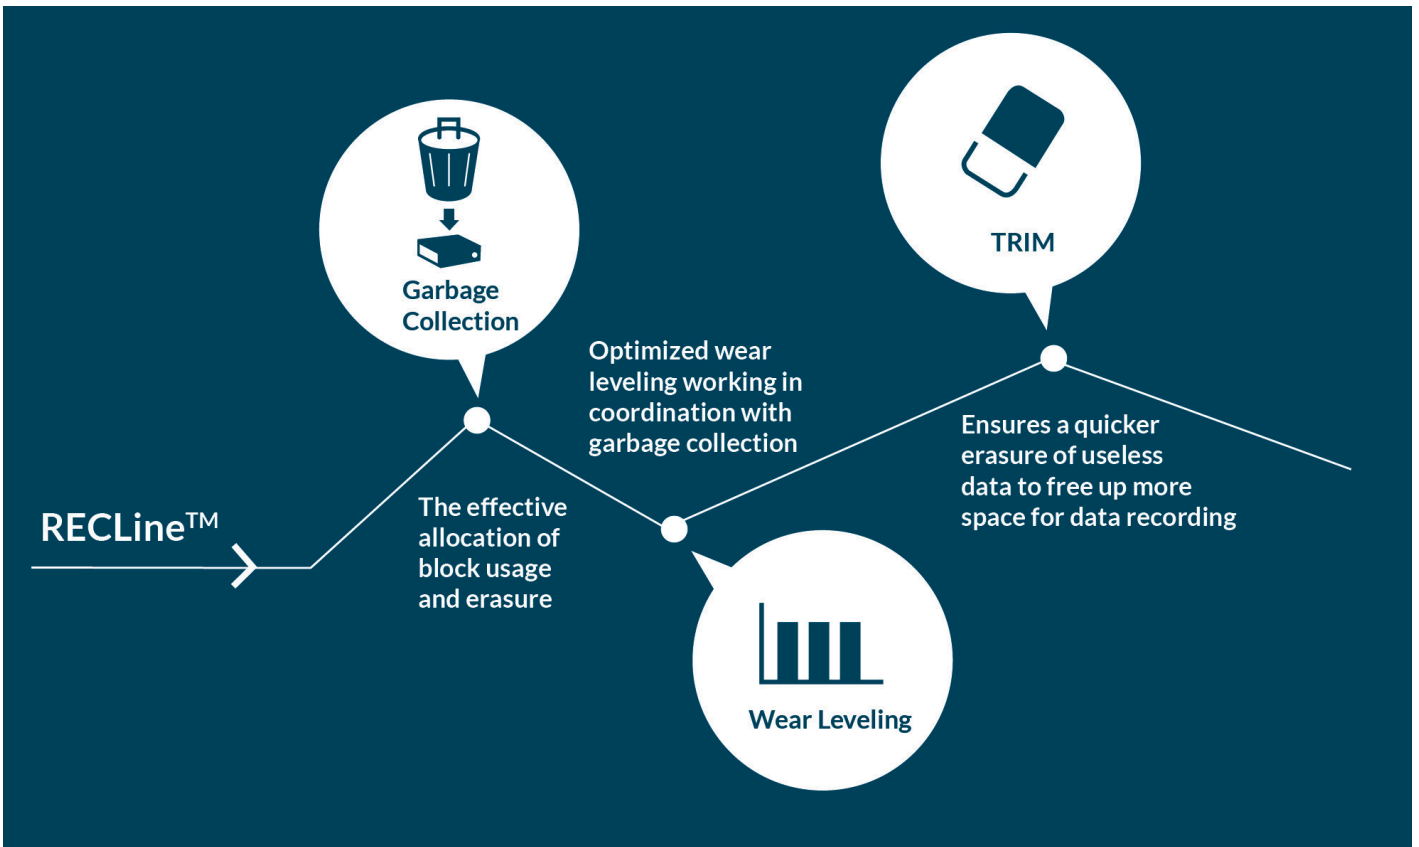 RECLine™
Garbage
Collection
The effective
allocation of
block usage
and erasure
Optimized wear
leveling working in
coordination with
garbage collection
Wear Leveling
TRIM
Ensures a quicker
erasure of useless
data to free up more
space for data recording